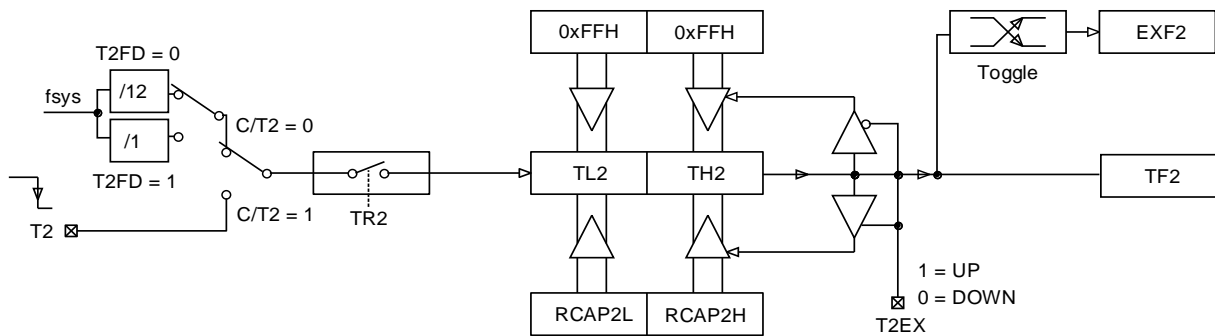 0xFFH 0xFFH
T2FD = 0
EXF2
/12
Toggle
fsys
C/T2 = 0
/1
TL2 TH2
TF2
T2FD = 1
C/T2 = 1
TR2
T2
1 = UP
0 = DOWN
RCAP2L RCAP2H
T2EX